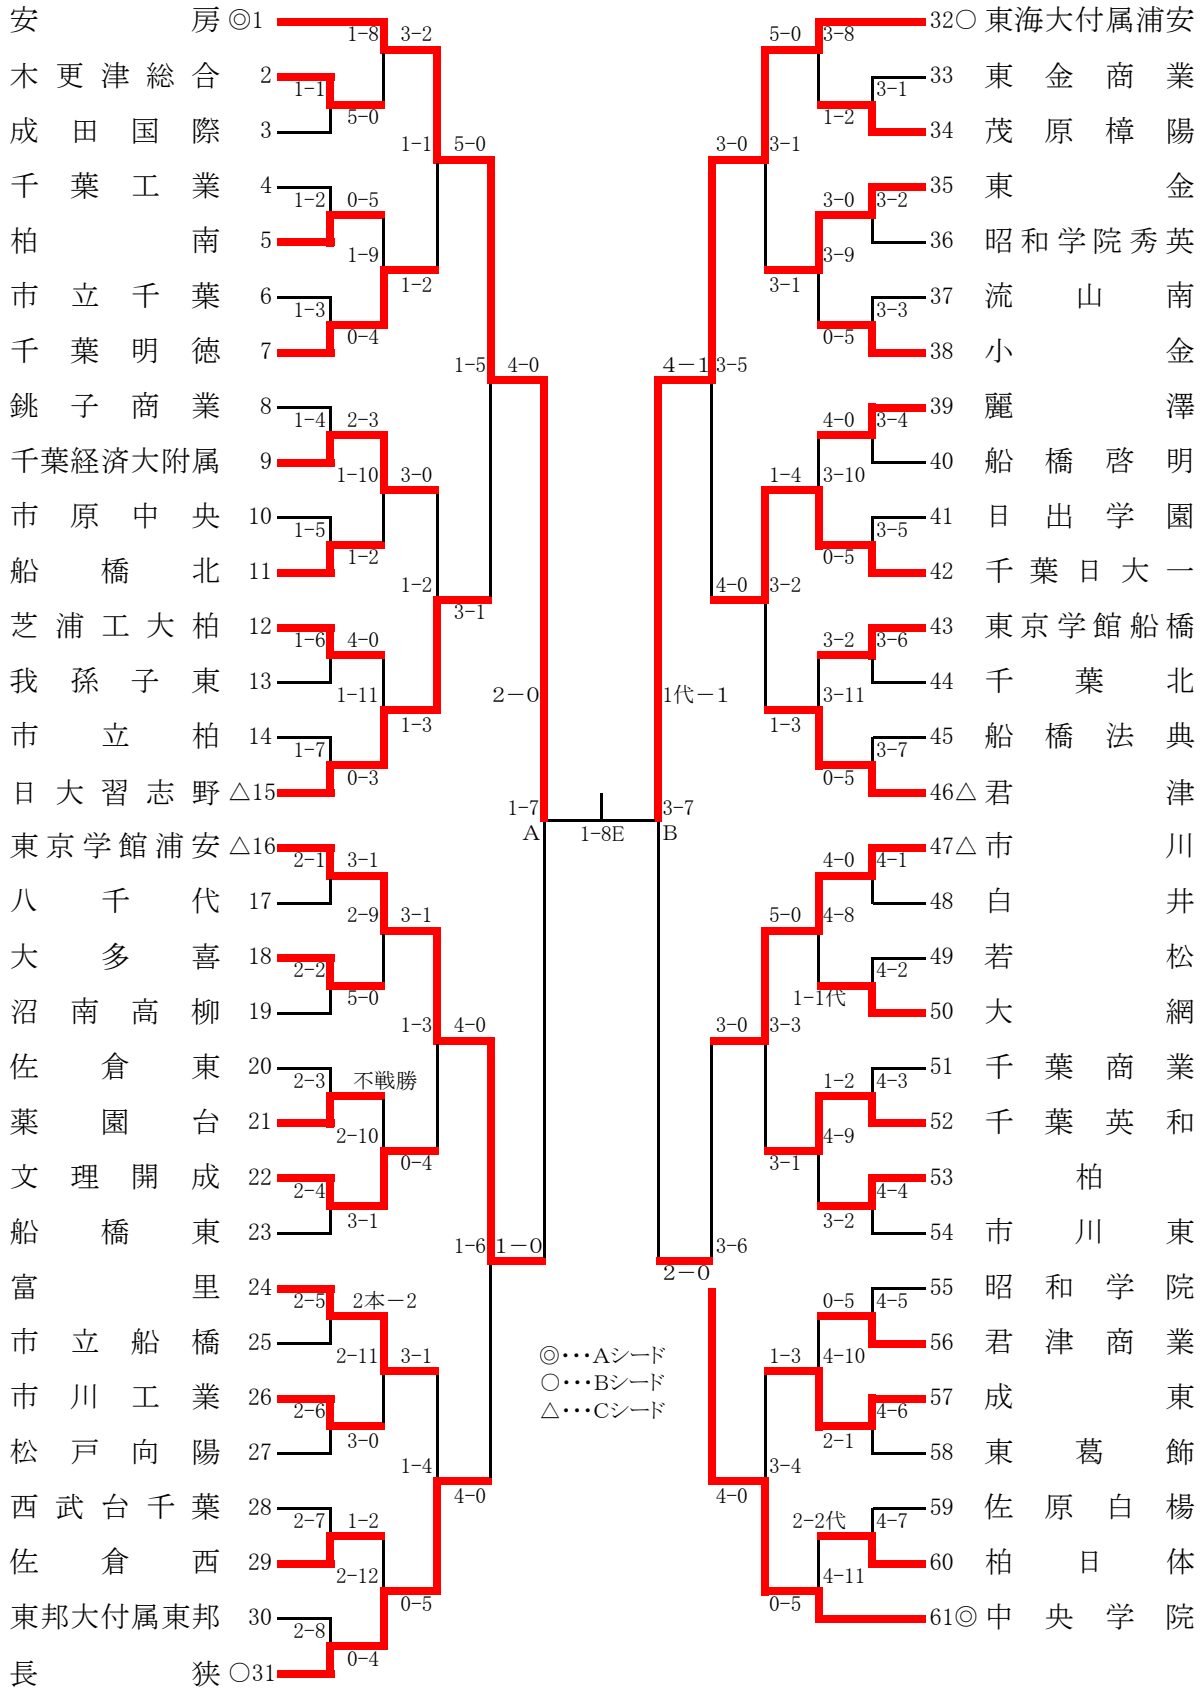 安房 ◎1
1-8 3-2
木更津総合 2
1-1
5-0
成田国際 3
1-1 5-0
千葉工業 4
1-2 0-5
柏南 5
1-9
1-2
市立千葉 6
1-3
0-4
千葉明徳 7
1-5 4-0
銚子商業 8
1-4 2-3
千葉経済大附属 9
1-10 3-0
市原中央 10
1-5
1-2
船橋北 11
1-2
3-1
芝浦工大柏 12
1-6 4-0
我孫子東 13
1-11
1-3
2-0
市立柏 14
1-7
0-3
日大習志野 △15
1-7
A
東京学館浦安 △16
2-1 3-1
八千代 17
2-9 3-1
大多喜 18
2-2
5-0
沼南高柳 19
1-3 4-0
佐倉東 20
2-3 不戦勝
薬園台 21
2-10
0-4
文理開成 22
2-4
3-1
船橋東 23
1-6 1-0
富里 24
2-5 2本-2
市立船橋 25
2-11 3-1
市川工業 26
2-6
3-0
松戸向陽 27
1-4
4-0
西武台千葉 28
2-7 1-2
佐倉西 29
2-12
0-5
東邦大付属東邦 30
2-8
0-4
長狭 ○31
1-8E
◎・・・Aシード
○・・・Bシード
△・・・Cシード
32○ 東海大付属浦安
5-0 3-8
33 東金商業
3-1
1-2
34 茂原樟陽
3-0 3-1
35 東金
3-0 3-2
36 昭和学院秀英
3-9
3-1
37 流山南
3-3
0-5
38 小金
4-1 3-5
39 麗澤
4-0 3-4
40 船橋啓明
1-4 3-10
41 日出学園
3-5
0-5
42 千葉日大一
4-0 3-2
43 東京学館船橋
3-2 3-6
44 千葉北
3-11
1代-1
1-3
45 船橋法典
3-7
0-5
46△ 君津
3-7
B
47△ 市川
4-0 4-1
48 白井
5-0 4-8
49 若松
4-2
1-1代
50 大網
3-0 3-3
51 千葉商業
1-2 4-3
52 千葉英和
4-9
3-1
53 柏
4-4
3-2
54 市川東
3-6
2-0
55 昭和学院
0-5 4-5
56 君津商業
1-3 4-10
57 成東
4-6
2-1
58 東葛飾
3-4
4-0
59 佐原白楊
2-2代 4-7
60 柏日体
4-11
0-5
61◎ 中央学院